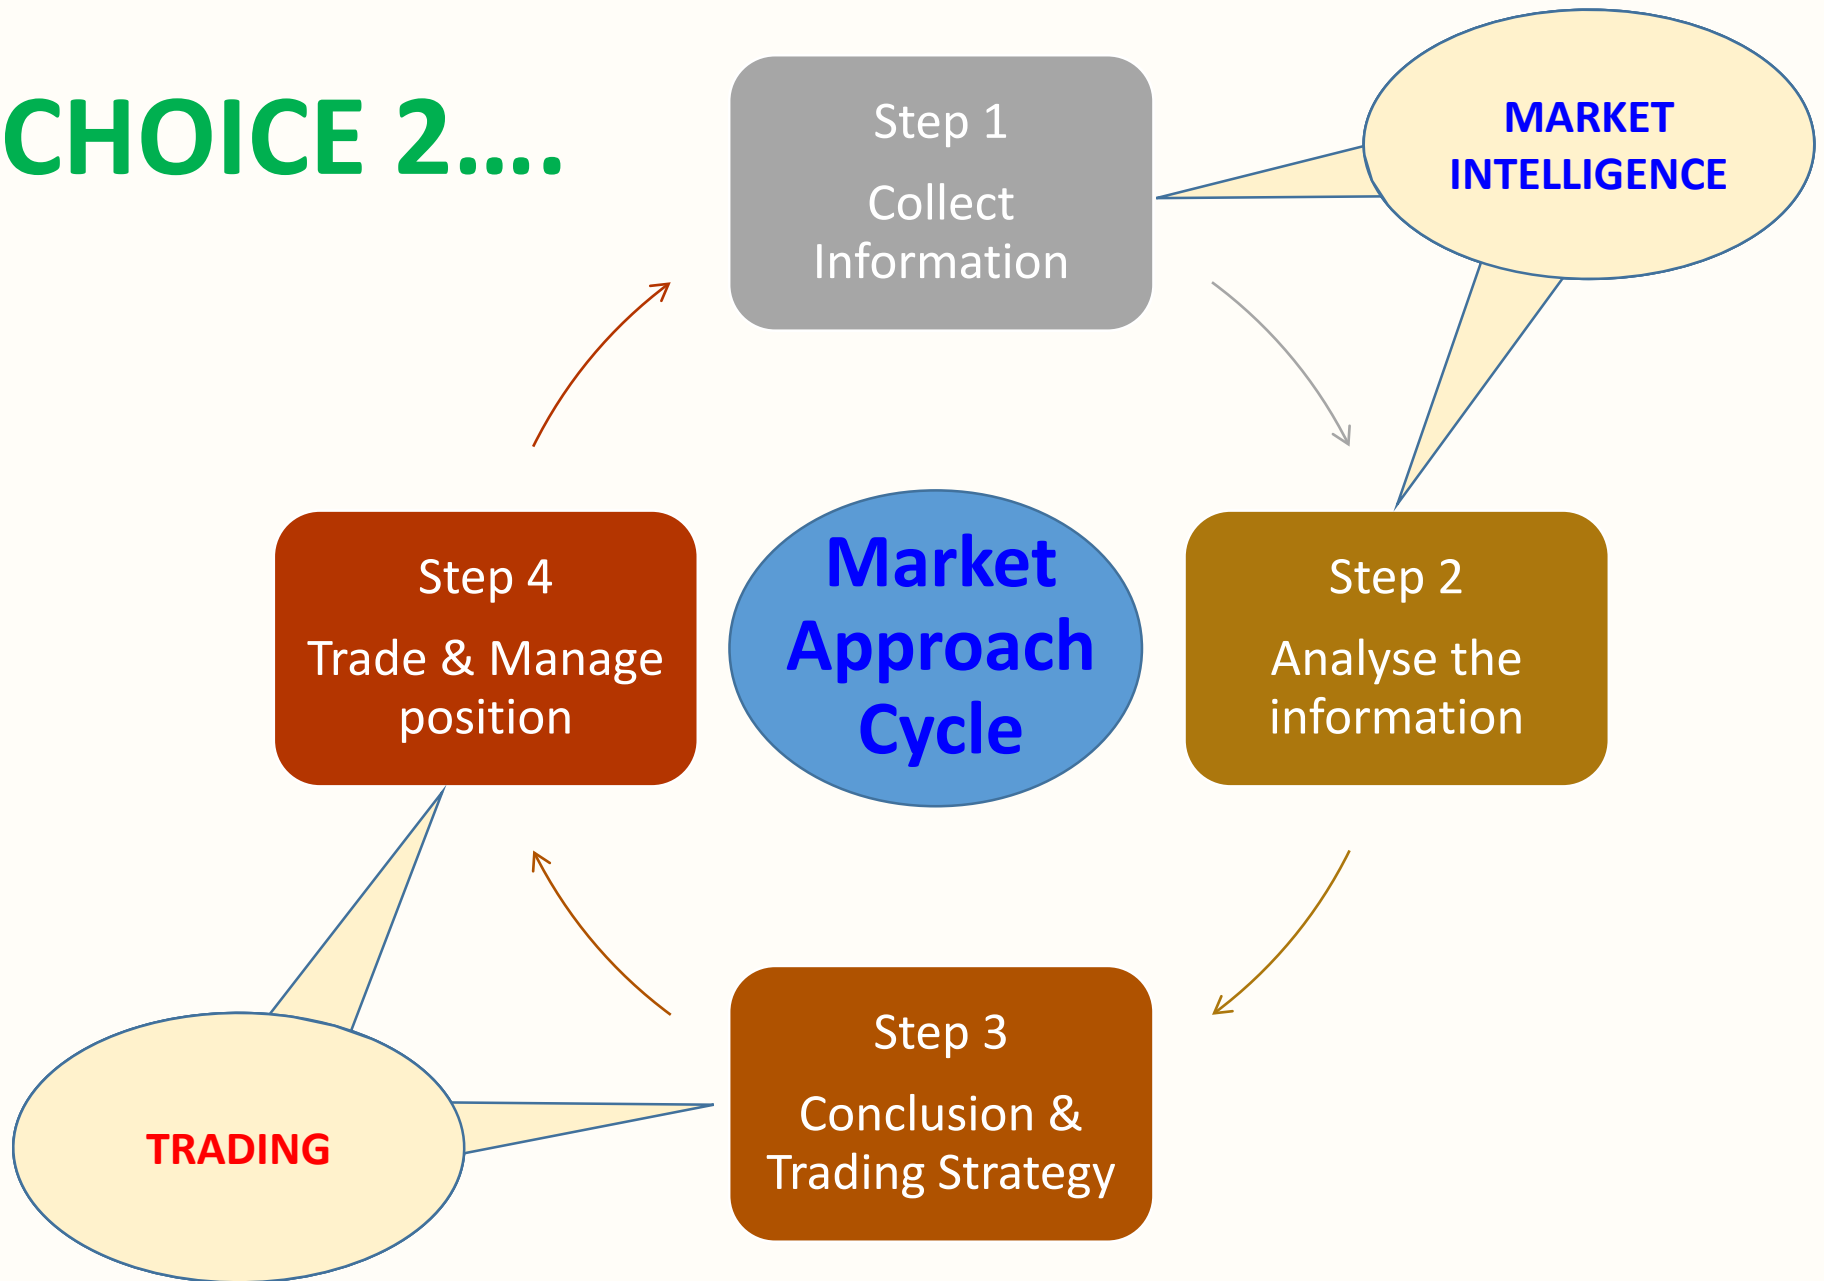 CHOICE 2....
Step 1
Collect
Information
MARKET
INTELLIGENCE
Step 2
Analyse the
information
Step 3
Conclusion &
Trading Strategy
Step 4
Trade & Manage
position
Market
Approach
Cycle
TRADING